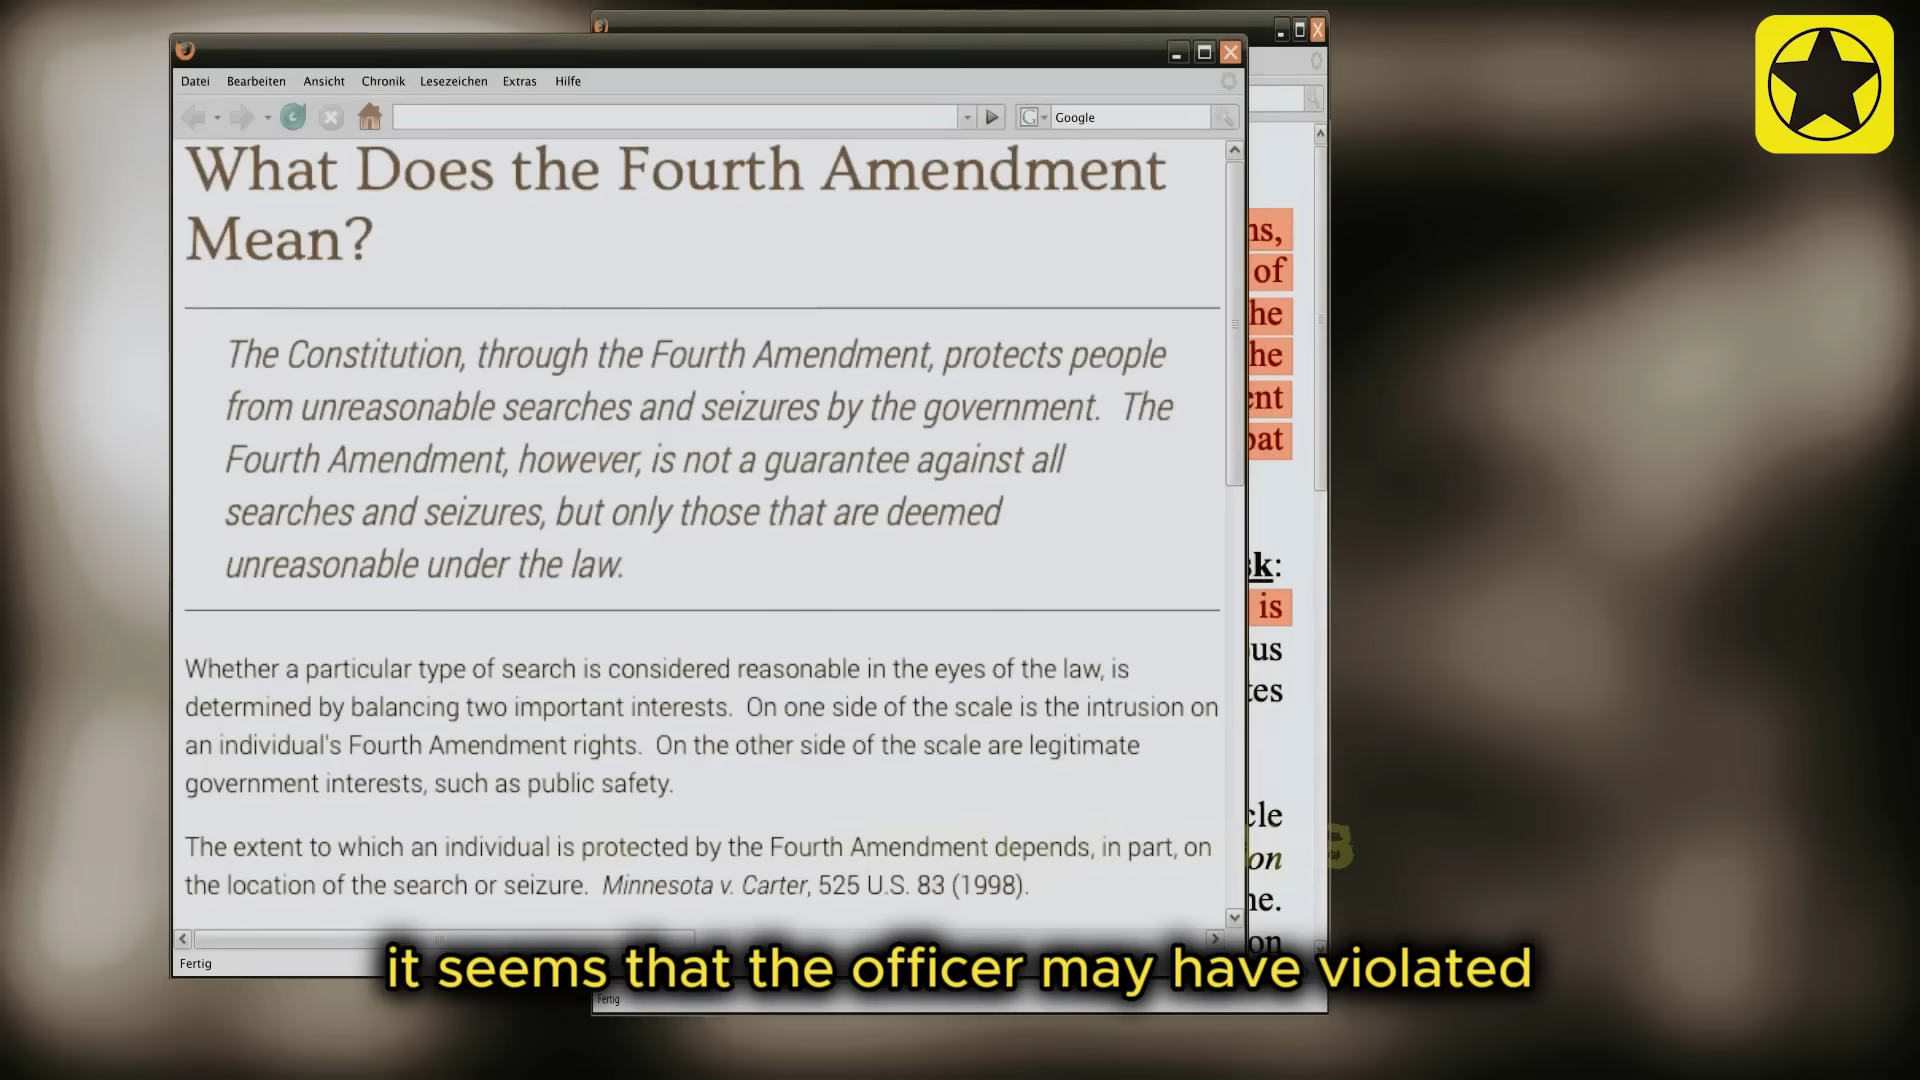 Datei Bearbeiten Ansicht Chronik Lesezeichen Extras Hilfe
G Google
What Does the Fourth Amendment
Mean?
The Constitution, through the Fourth Amendment, protects people
from unreasonable searches and seizures by the government. The
Fourth Amendment, however, is not a guarantee against all
searches and seizures, but only those that are deemed
unreasonable under the law.
Whether a particular type of search is considered reasonable in the eyes of the law, is
determined by balancing two important interests. On one side of the scale is the intrusion on
an individual's Fourth Amendment rights. On the other side of the scale are legitimate
government interests, such as public safety.
The extent to which an individual is protected by the Fourth Amendment depends, in part, on
the location of the search or seizure. Minnesota v. Carter, 525 U.S. 83 (1998).
Fertig
of
is
on
Fertig
it seems that the officer may have violated